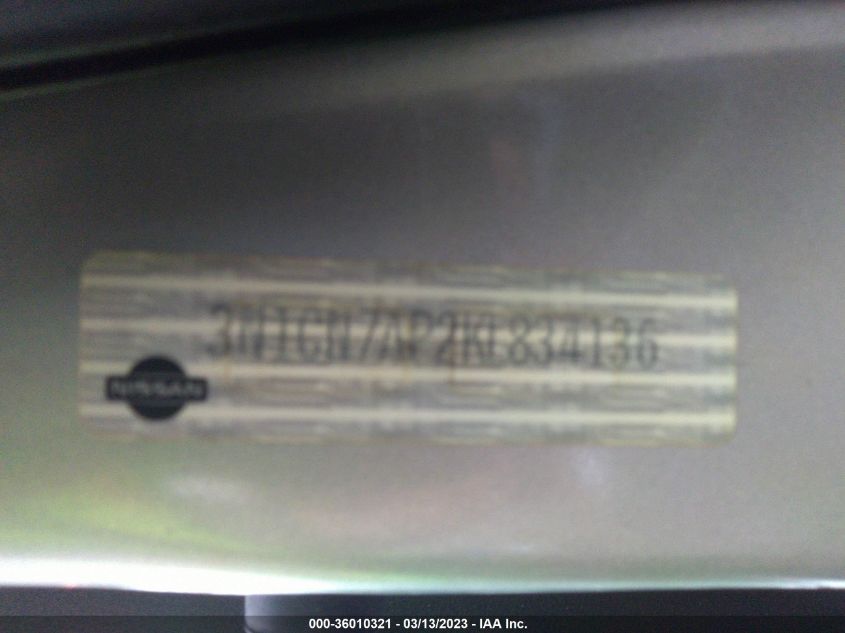 3N1CN7AP2KL834136
NISSAN
000-36010321 - 03/13/2023 - IAA Inc.